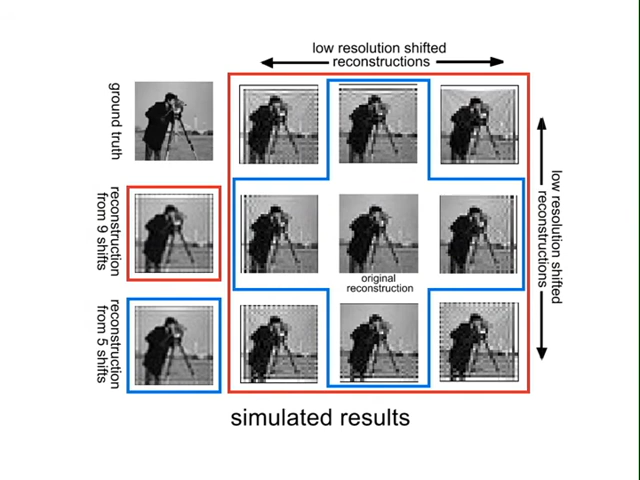 low resolution shifted
reconstructions
ground truth
reconstruction
from 9 shifts
original
reconstruction
low resolution shifted
reconstructions
reconstruction
from 5 shifts
simulated results